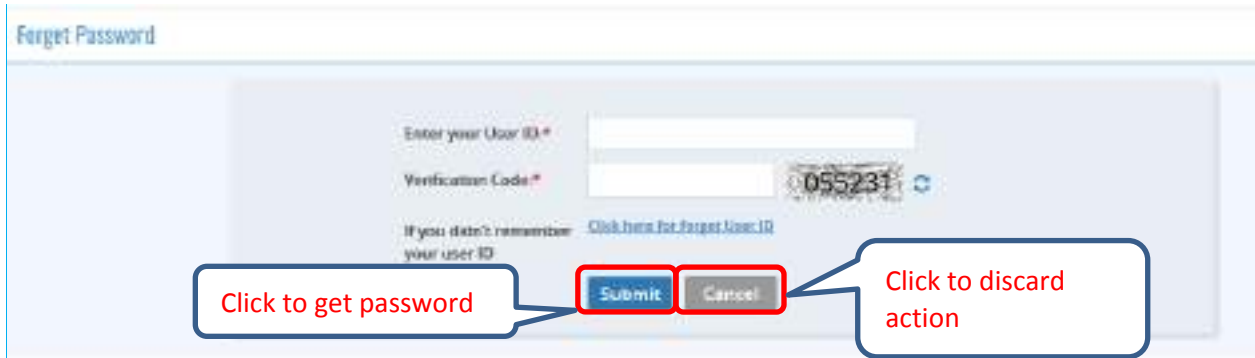 Forget Password
Enter your User ID:*
Verification Code:*
055231
If you didn't remember Click here for forget User ID
your user ID
Click to get password
Submit Cancel
Click to discard
action